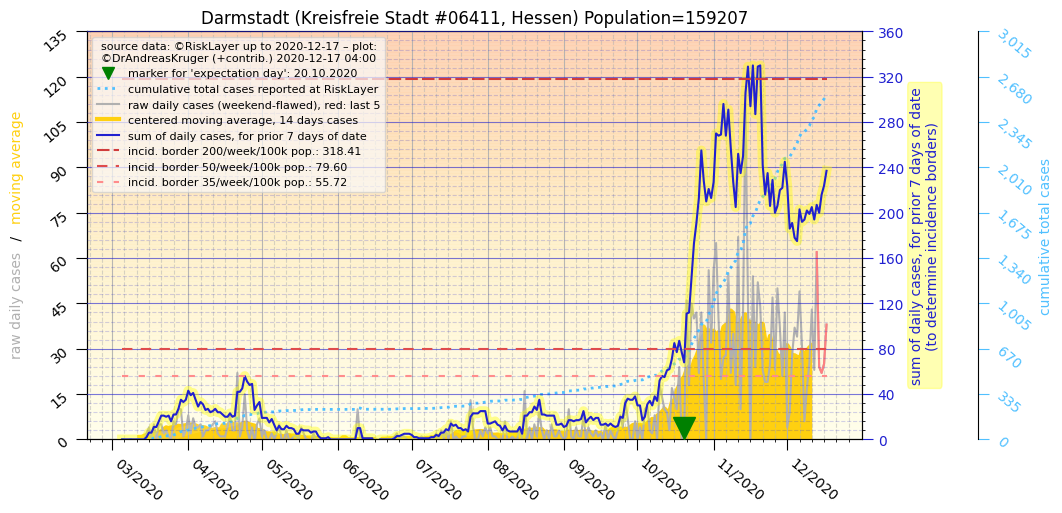 Darmstadt (Kreisfreie Stadt #06411, Hessen) Population=159207
source data: ©RiskLayer up to 2020-12-17 – plot:
©DrAndreasKruger (+contrib.) 2020-12-17 04:00
marker for 'expectation day': 20.10.2020
cumulative total cases reported at RiskLayer
raw daily cases (weekend-flawed), red: last 5
centered moving average, 14 days cases
sum of daily cases, for prior 7 days of date
incid. border 200/week/100k pop.: 318.41
incid. border 50/week/100k pop.: 79.60
incid. border 35/week/100k pop.: 55.72
raw daily cases / moving average
135
120
105
90
75
60
45
30
15
0
03/2020
04/2020
05/2020
06/2020
07/2020
08/2020
09/2020
10/2020
11/2020
12/2020
360
320
280
240
200
160
120
80
40
0
sum of daily cases, for prior 7 days of date
(to determine incidence borders)
3,015
2,680
2,345
2,010
1,675
1,340
1,005
670
335
0
cumulative total cases